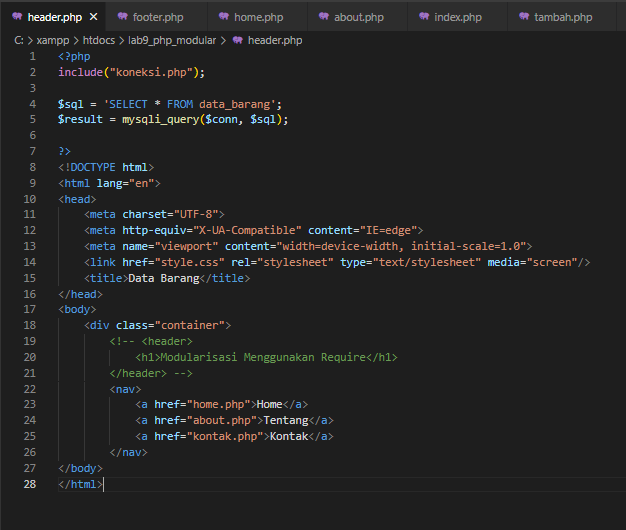 header.php × footer.php home.php about.php index.php tambah.php
C: > xampp > htdocs > lab9_php_modular > header.php
1 <?php
2 include("koneksi.php");
3
4 $sql = 'SELECT * FROM data_barang';
5 $result = mysqli_query($conn, $sql);
6
7 ?>
8 <!DOCTYPE html>
9 <html lang="en">
10 <head>
11 <meta charset="UTF-8">
12 <meta http-equiv="X-UA-Compatible" content="IE=edge">
13 <meta name="viewport" content="width=device-width, initial-scale=1.0">
14 <link href="style.css" rel="stylesheet" type="text/stylesheet" media="screen"/>
15 <title>Data Barang</title>
16 </head>
17 <body>
18 <div class="container">
19 <!-- <header>
20 <h1>Modularisasi Menggunakan Require</h1>
21 </header> -->
22 <nav>
23 <a href="home.php">Home</a>
24 <a href="about.php">Tentang</a>
25 <a href="kontak.php">Kontak</a>
26 </nav>
27 </body>
28 </html>